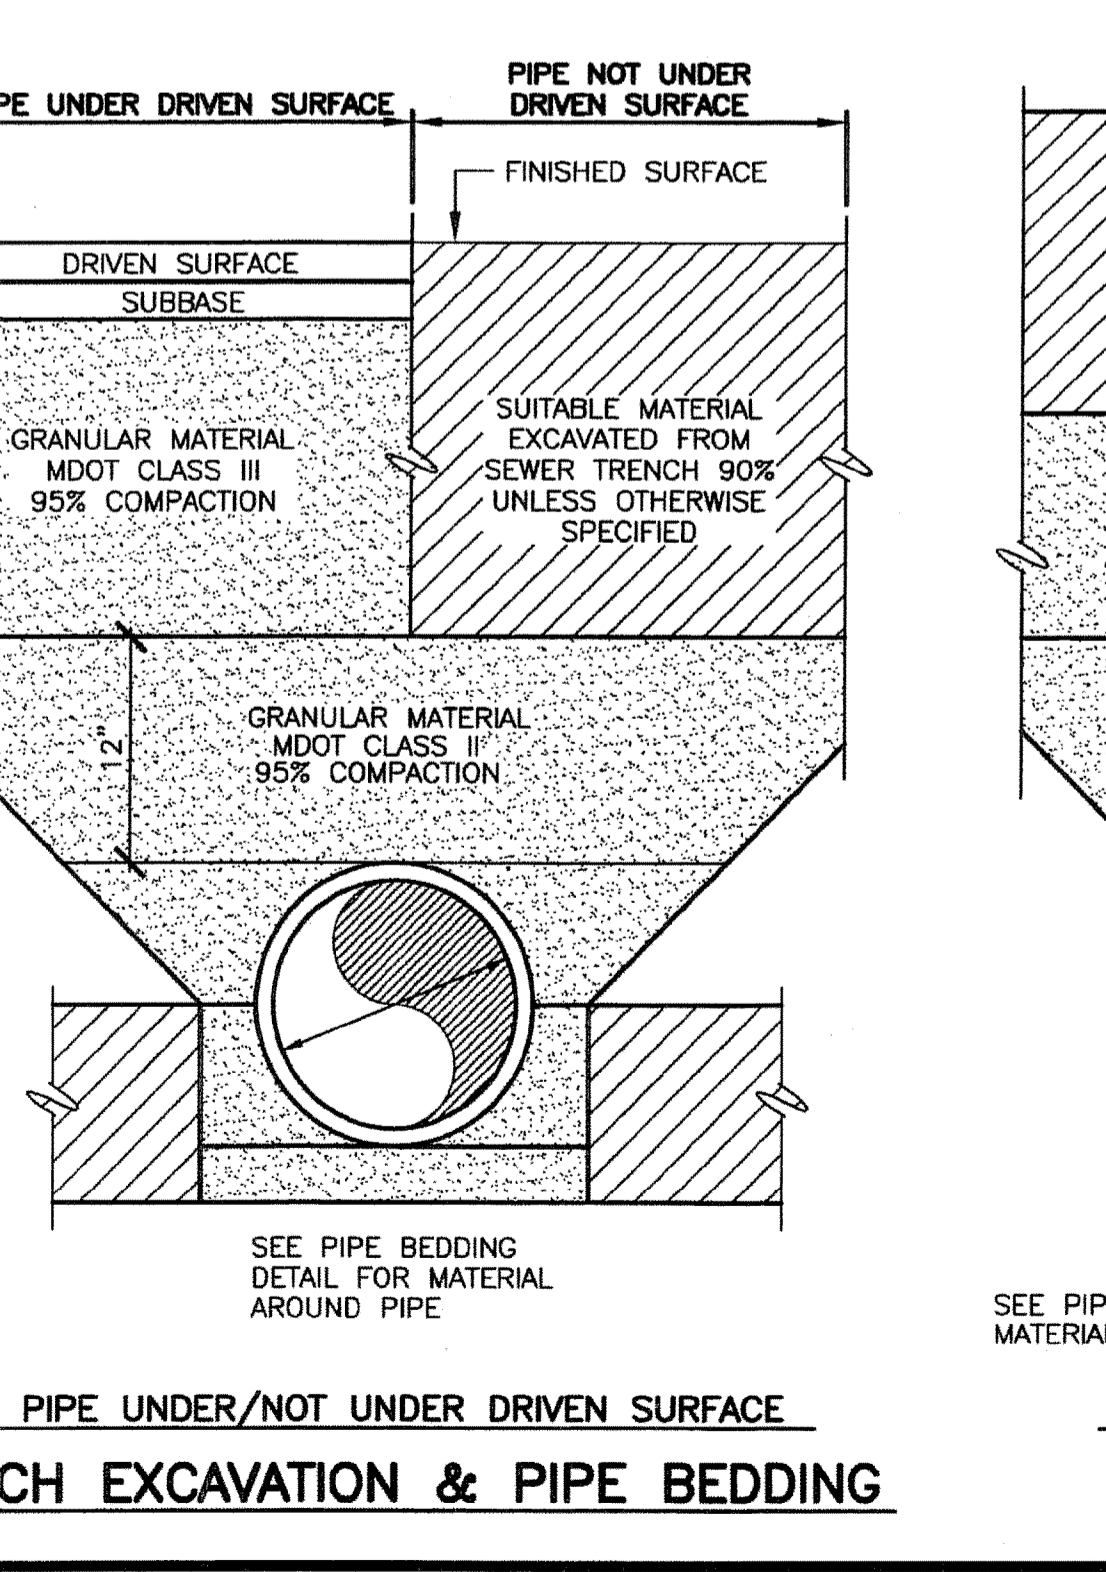 PE UNDER DRIVEN SURFACE
PIPE NOT UNDER
DRIVEN SURFACE
FINISHED SURFACE
DRIVEN SURFACE
SUBBASE
GRANULAR MATERIAL
MDOT CLASS III
95% COMPACTION
SUITABLE MATERIAL
EXCAVATED FROM
SEWER TRENCH 90%
UNLESS OTHERWISE
SPECIFIED
12"
GRANULAR MATERIAL
MDOT CLASS II
95% COMPACTION
SEE PIPE BEDDING
DETAIL FOR MATERIAL
AROUND PIPE
SEE PIP
MATERIA
PIPE UNDER/NOT UNDER DRIVEN SURFACE
CH EXCAVATION & PIPE BEDDING